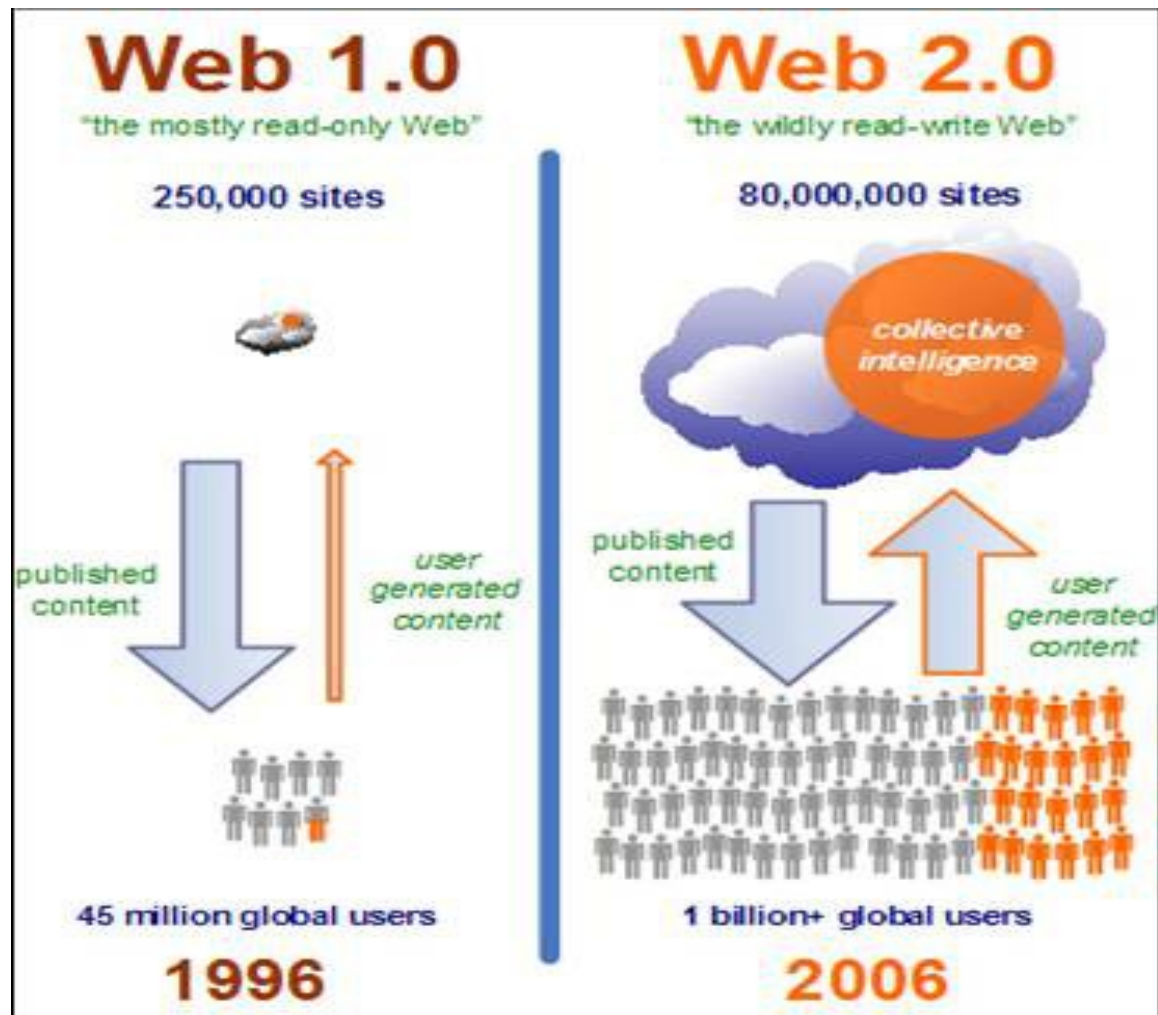 Web 1.0
"the mostly read-only Web"
250,000 sites
published
content
user
generated
content
45 million global users
1996
Web 2.0
"the wildly read-write Web"
80,000,000 sites
collective
intelligence
published
content
user
generated
content
1 billion+ global users
2006